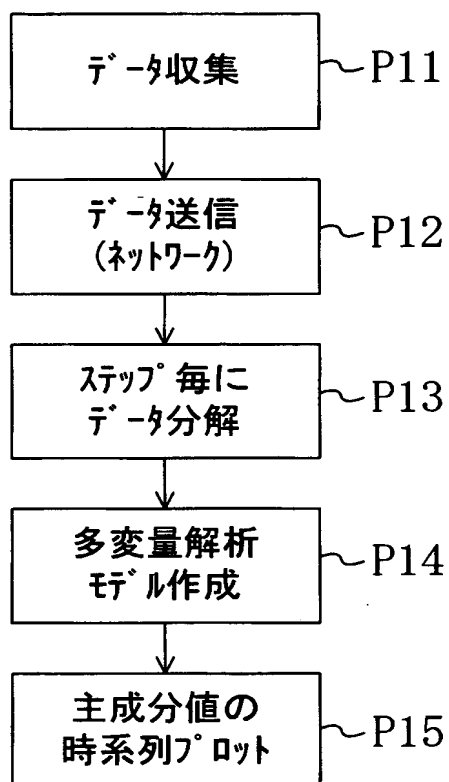 データ収集
P11
データ送信
(ネットワーク)
P12
ステップ毎に
データ分解
P13
多変量解析
モデル作成
P14
主成分値の
時系列プロット
P15